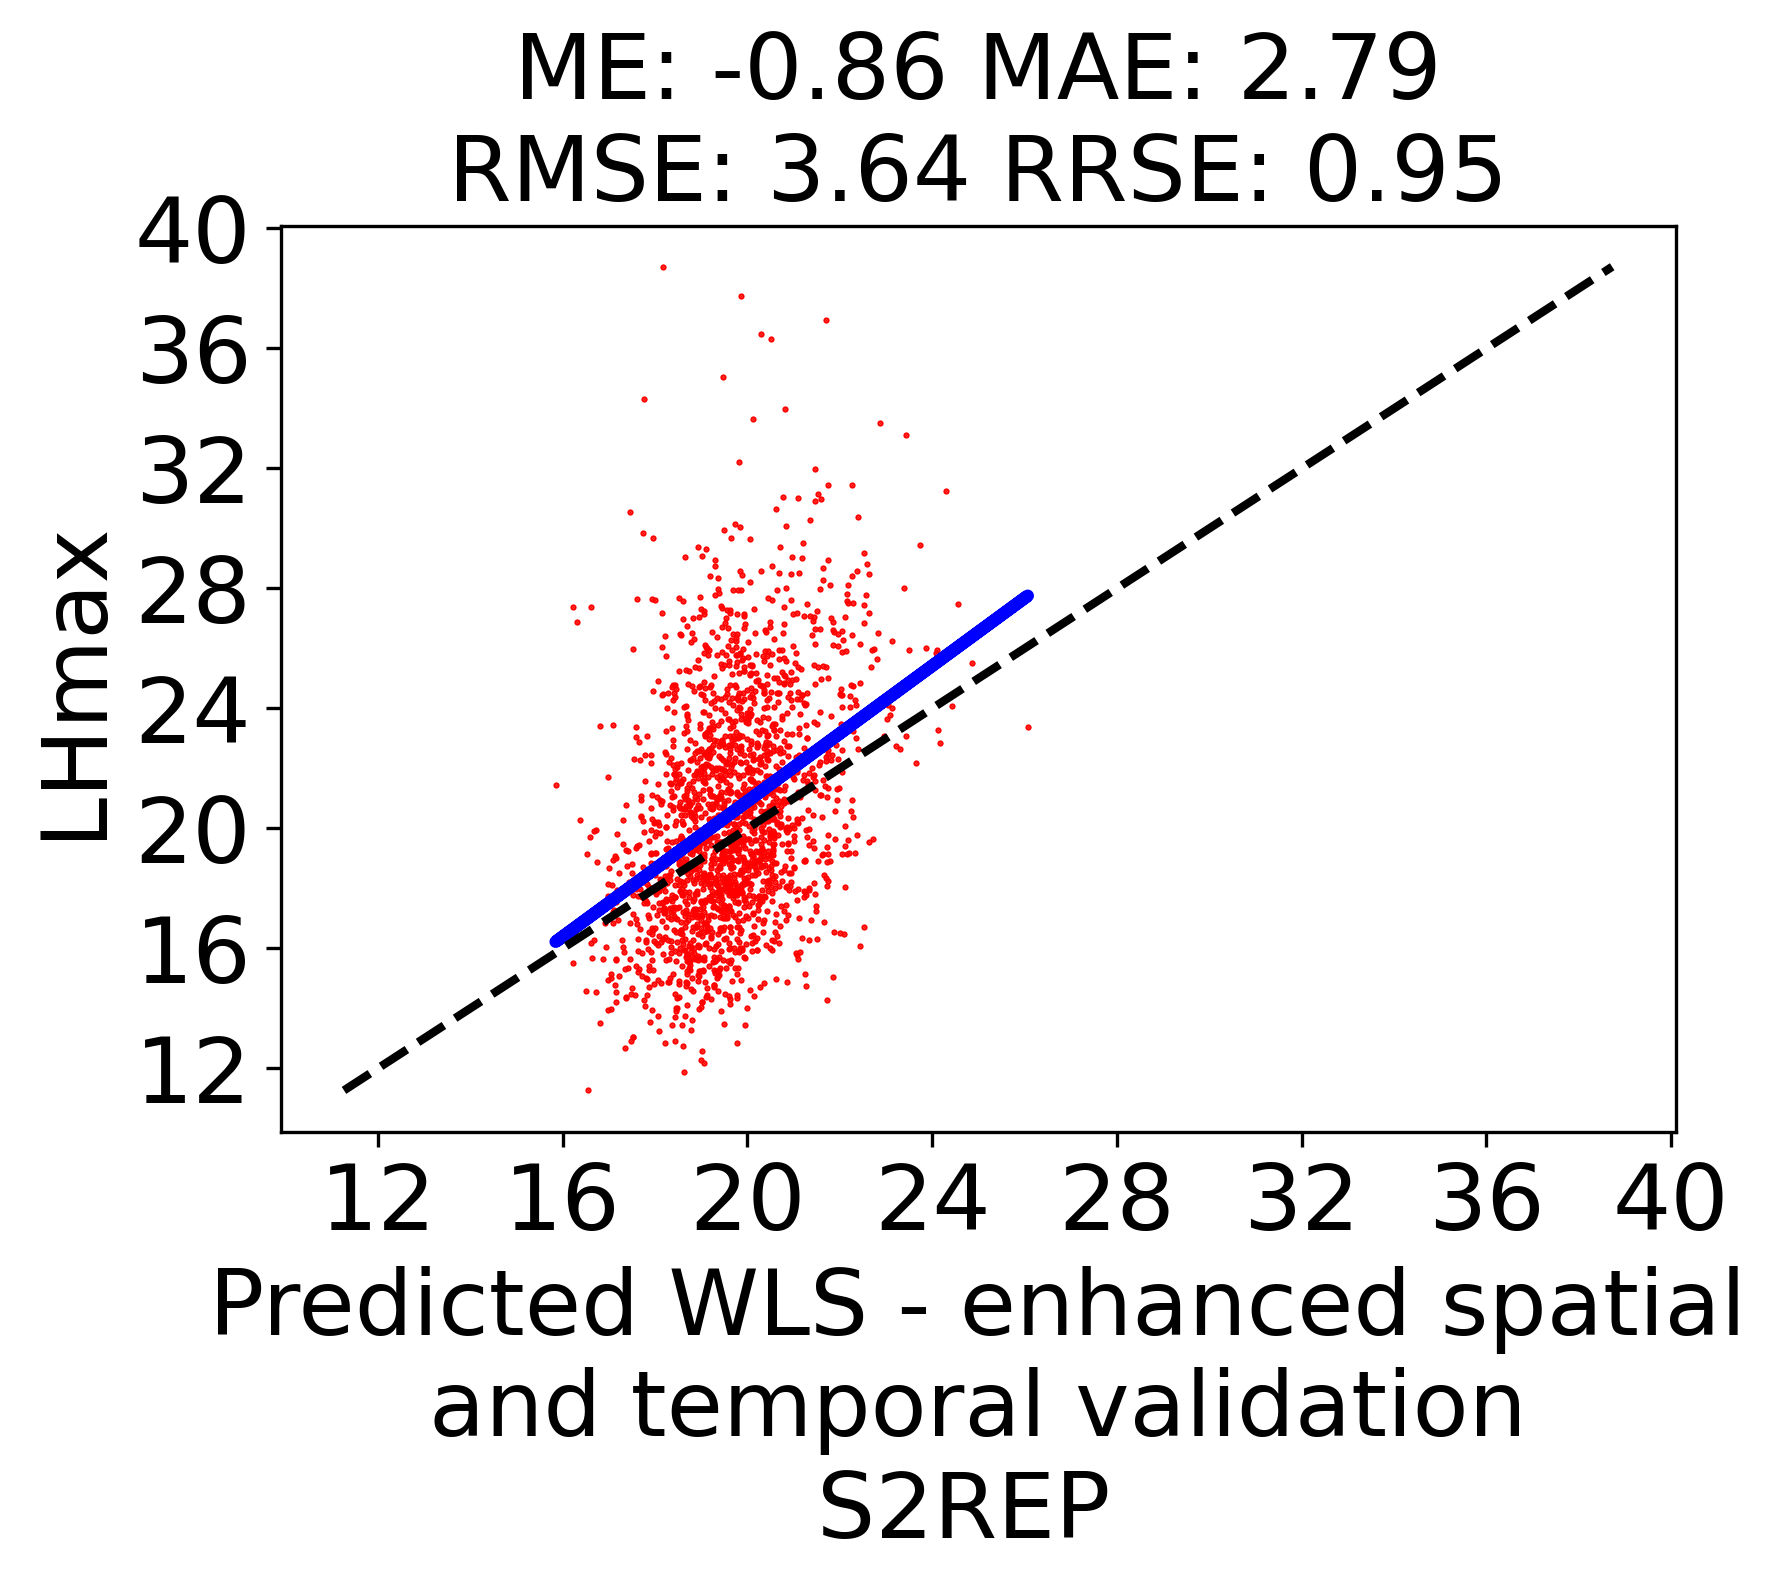 ME: -0.86 MAE: 2.79
RMSE: 3.64 RRSE: 0.95
40
36
32
28
24
20
16
12
LHmax
12 16 20 24 28 32 36 40
Predicted WLS - enhanced spatial
and temporal validation
S2REP